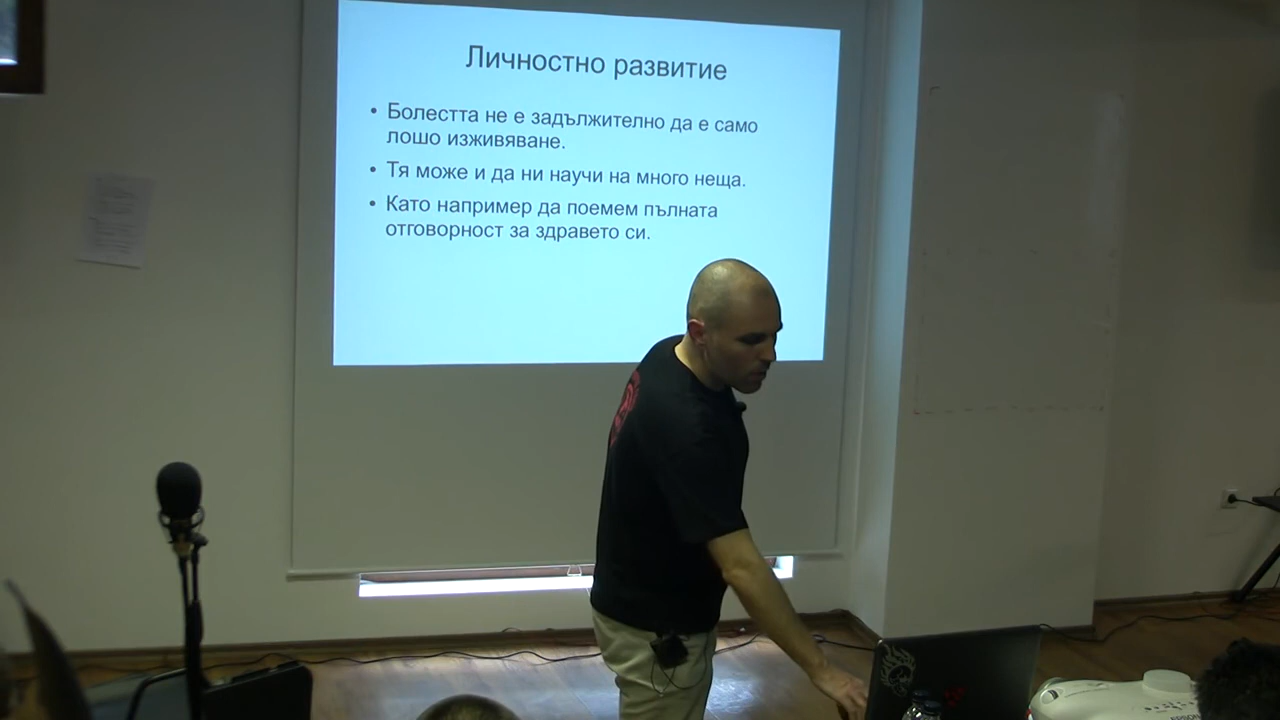 Личностно развитие
• Болестта не е задължително да е само
лошо изживяване.
• Тя може и да ни научи на много неща.
• Като например да поемем пълната
отговорност за здравето си.
EPSON